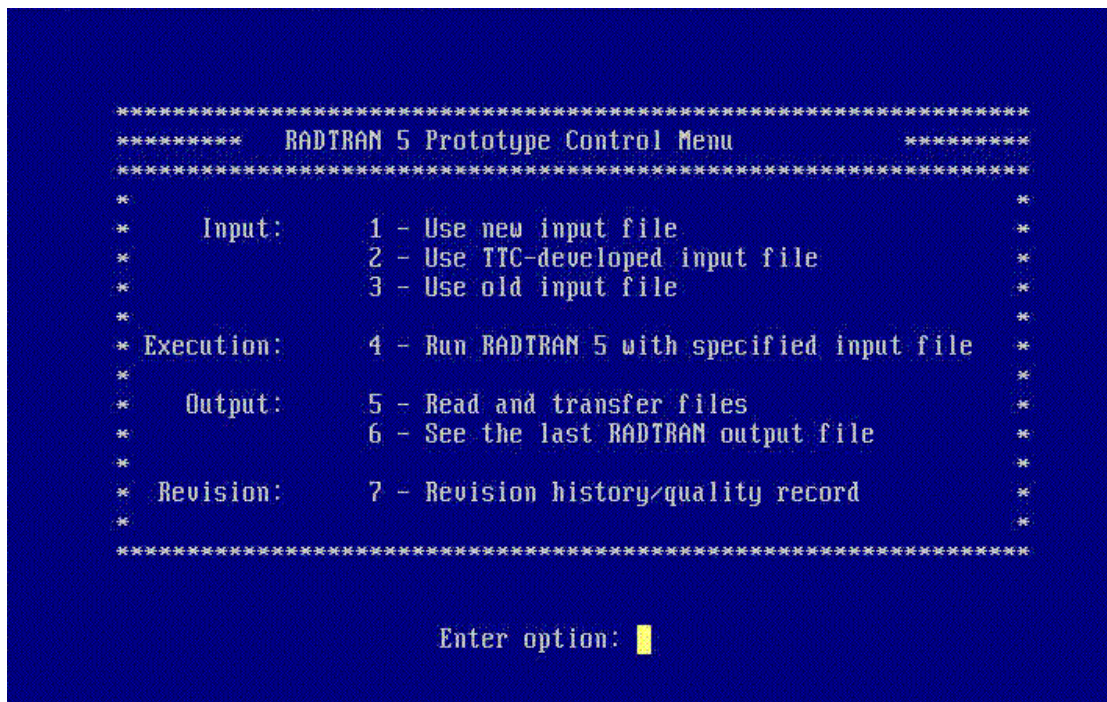 *****************************************************************
********* RADTRAN 5 Prototype Control Menu *********
*****************************************************************
* *
* Input: 1 - Use new input file *
* 2 - Use TTC-developed input file *
* 3 - Use old input file *
* *
* Execution: 4 - Run RADTRAN 5 with specified input file *
* *
* Output: 5 - Read and transfer files *
* 6 - See the last RADTRAN output file *
* *
* Revision: 7 - Revision history/quality record *
* *
*****************************************************************
Enter option: